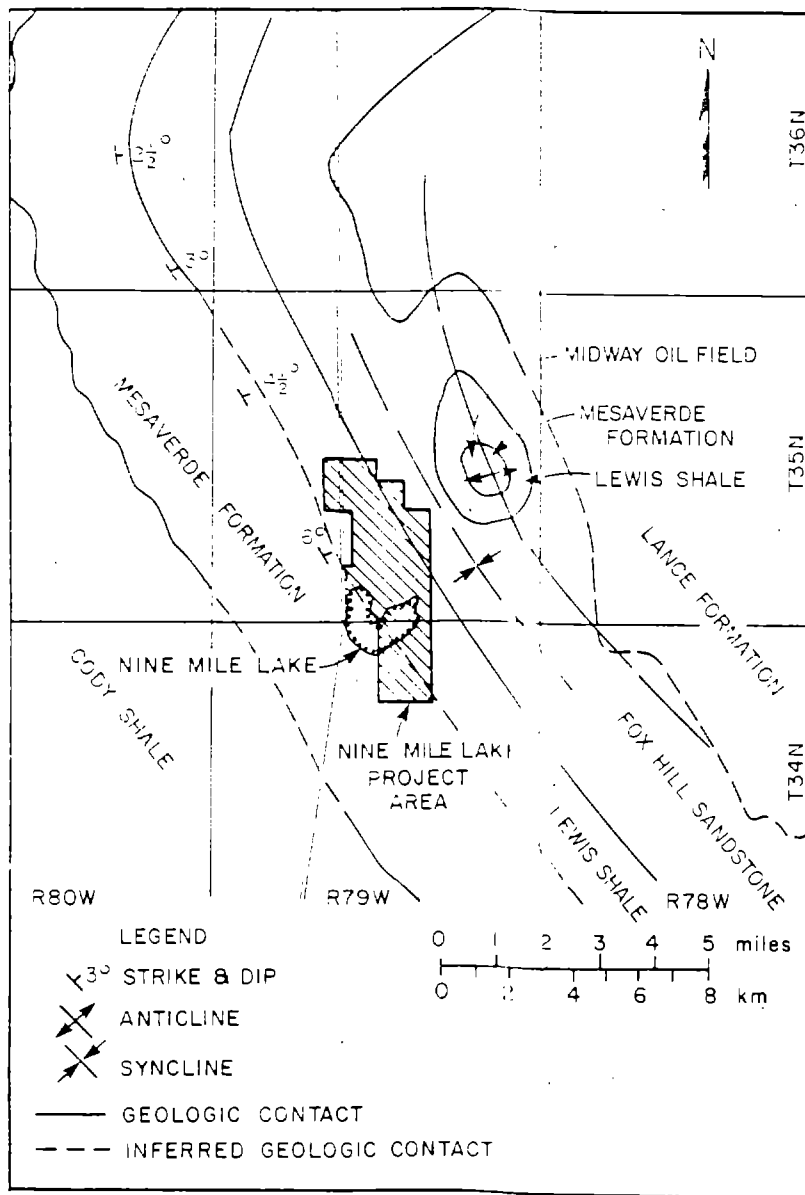 N
T36N
2½°
3°
2½°
MIDWAY OIL FIELD
MESAVERDE
FORMATION
LEWIS SHALE
T35N
MESAVERDE FORMATION
6°
LANCE FORMATION
NINE MILE LAKE
CODY SHALE
NINE MILE LAKE
PROJECT
AREA
FOX HILL SANDSTONE
T34N
LEWIS SHALE
R80W R79W R78W
LEGEND
3° STRIKE & DIP
ANTICLINE
SYNCLINE
GEOLOGIC CONTACT
INFERRED GEOLOGIC CONTACT
0 1 2 3 4 5 miles
0 2 4 6 8 km